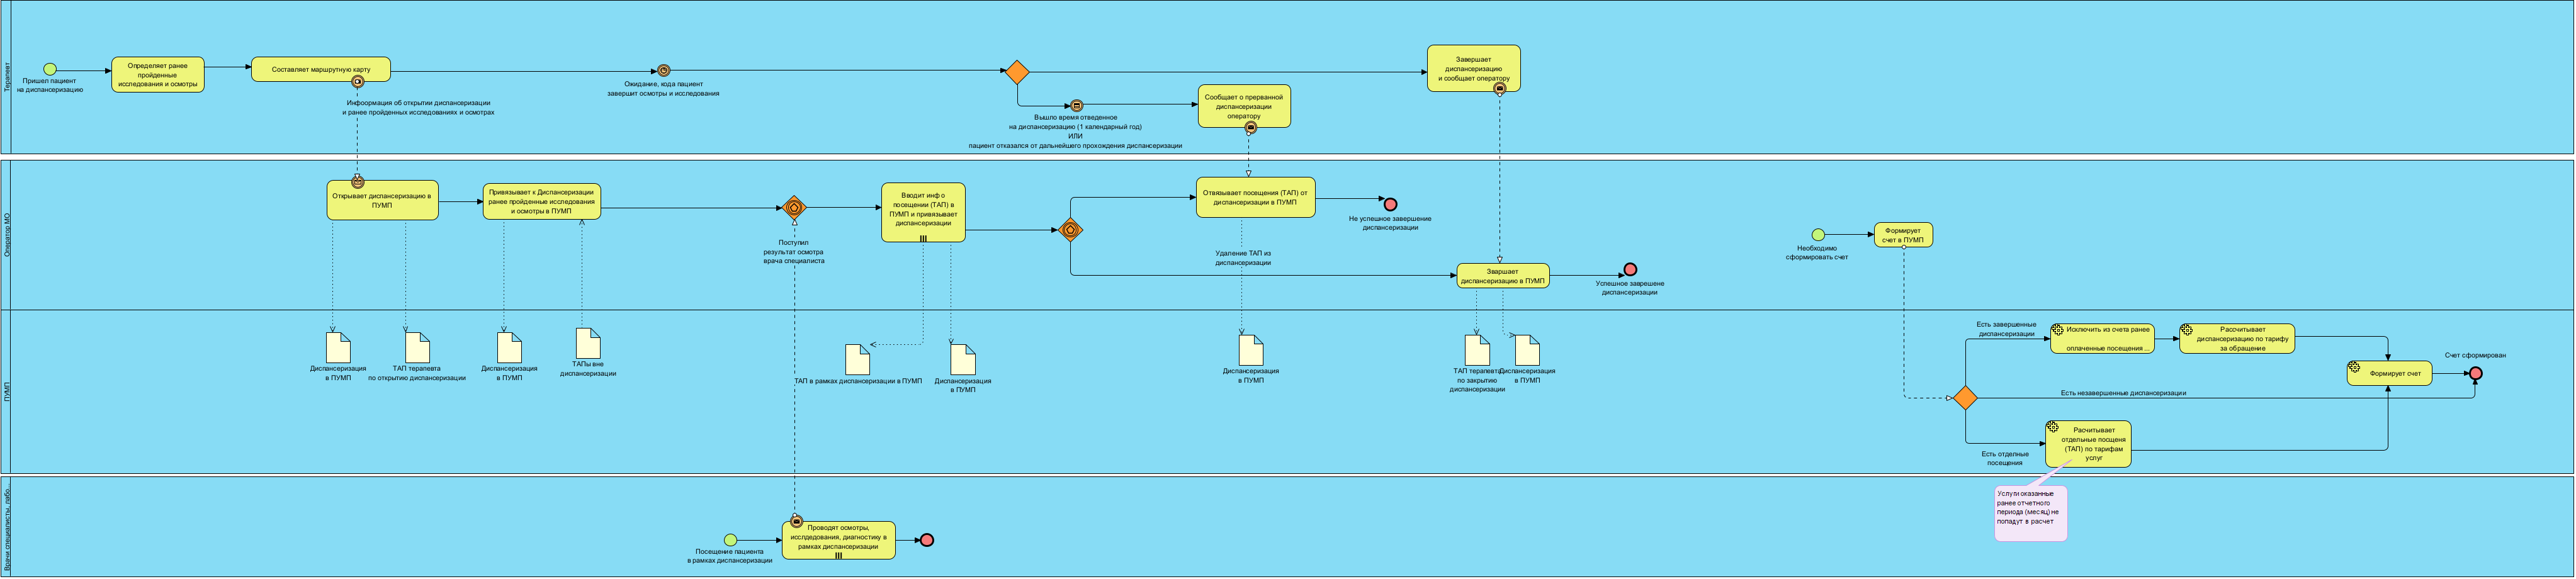 Терапевт
Пришел пациент
на диспансеризацию
Определяет ранее
пройденные
исследования и осмотры
Составляет маршрутную карту
Информация об открытии диспансеризации
и ранее пройденных исследованиях и осмотрах
Ожидание, кода пациент
завершит осмотры и исследования
Вышло время отведенное
на диспансеризацию (1 календарный год)
ИЛИ
пациент отказался от дальнейшего прохождения диспансеризации
Сообщает о прерванной
диспансеризации
оператору
Завершает
диспансеризацию
и сообщает оператору
Оператор МО
Открывает диспансеризацию в
ПУМП
Привязывает к Диспансеризации
ранее пройденные исследования
и осмотры в ПУМП
Поступил
результат осмотра
врача специалиста
Вводит инф о
посещении (ТАП) в
ПУМП и привязывает
диспансеризации
Отвязывает посещения (ТАП) от
диспансеризации в ПУМП
Не успешное завершение
диспансеризации
Удаление ТАП из
диспансеризации
Зваршает
диспансеризацию в ПУМП
Успешное заврешене
диспансеризации
Необходимо
сформировать счет
Формирует
счет в ПУМП
ПУМП
Диспансеризация
в ПУМП
ТАП терапевта
по открытию диспансеризации
Диспансеризация
в ПУМП
ТАПы вне
диспансеризации
ТАП в рамках диспансеризации в ПУМП
Диспансеризация
в ПУМП
Диспансеризация
в ПУМП
ТАП терапевта
по закрытию
диспансеризации
Диспансеризация
в ПУМП
Есть завершенные
диспансеризации
Исключить из счета ранее
оплаченные посещения ...
Рассчитывает
диспансеризацию по тарифу
за обращение
Формирует счет
Счет сформирован
Есть незавершенные диспансеризации
Есть отделные
посещения
Расчитывает
отдельные посщеня
(ТАП) по тарифам
услуг
Услуги оказанные
ранее отчетного
периода (месяц) не
попадут в расчет
Врачи специалисты, либо...
Посещение пациента
в рамках диспансеризации
Проводят осмотры,
исслдедования, диагностику в
рамках диспансеризации